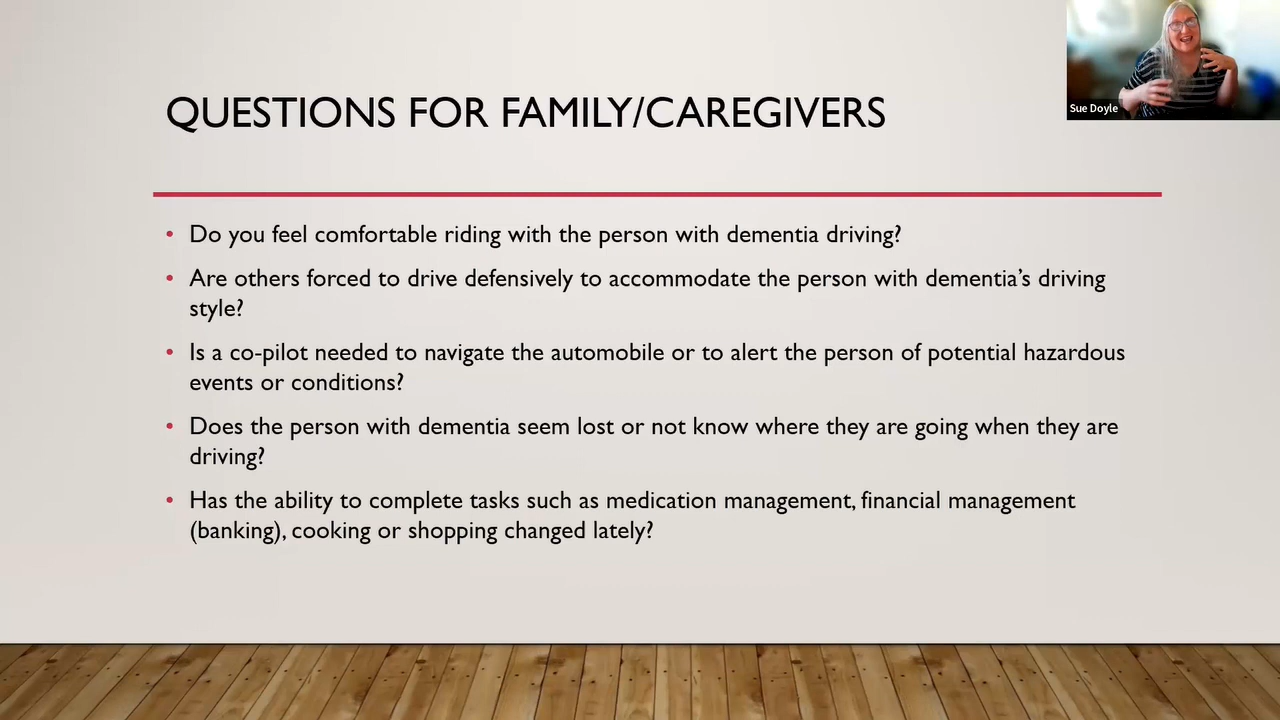 Sue Doyle
QUESTIONS FOR FAMILY/CAREGIVERS
• Do you feel comfortable riding with the person with dementia driving?
• Are others forced to drive defensively to accommodate the person with dementia’s driving
style?
• Is a co-pilot needed to navigate the automobile or to alert the person of potential hazardous
events or conditions?
• Does the person with dementia seem lost or not know where they are going when they are
driving?
• Has the ability to complete tasks such as medication management, financial management
(banking), cooking or shopping changed lately?